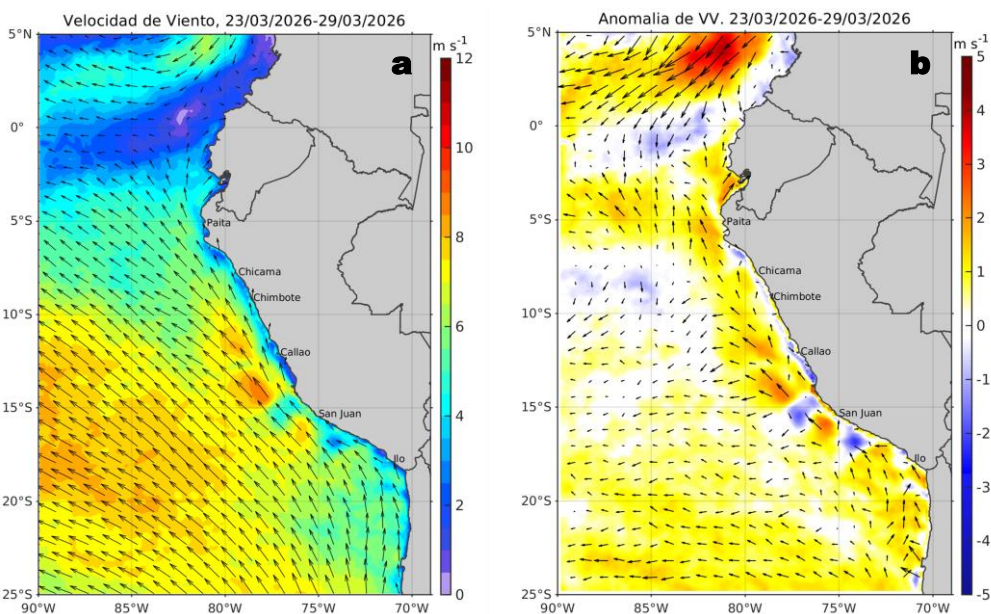 Velocidad de Viento, 23/03/2026-29/03/2026
a
m s-1
12
10
8
6
4
2
0
5°N
0°
5°S
10°S
15°S
20°S
25°S
90°W
85°W
80°W
75°W
70°W
Paita
Chicama
Chimbote
Callao
San Juan
Ilo
Anomalia de VV. 23/03/2026-29/03/2026
b
m s-1
5
4
3
2
1
0
-1
-2
-3
-4
-5
5°N
0°
5°S
10°S
15°S
20°S
25°S
90°W
85°W
80°W
75°W
70°W
Paita
Chicama
Chimbote
Callao
San Juan
Ilo